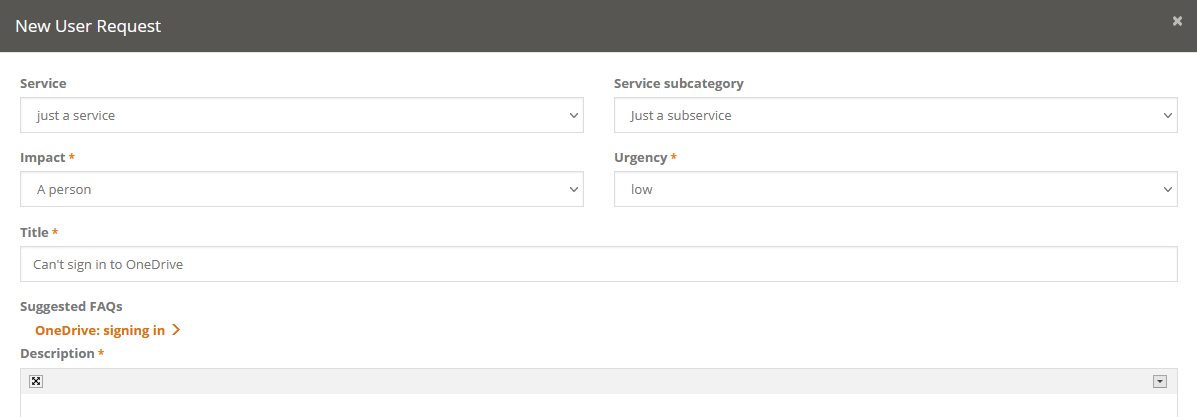 New User Request
Service
Service subcategory
just a service
Just a subservice
Impact *
Urgency *
A person
low
Title *
Can't sign in to OneDrive
Suggested FAQs
OneDrive: signing in
Description *